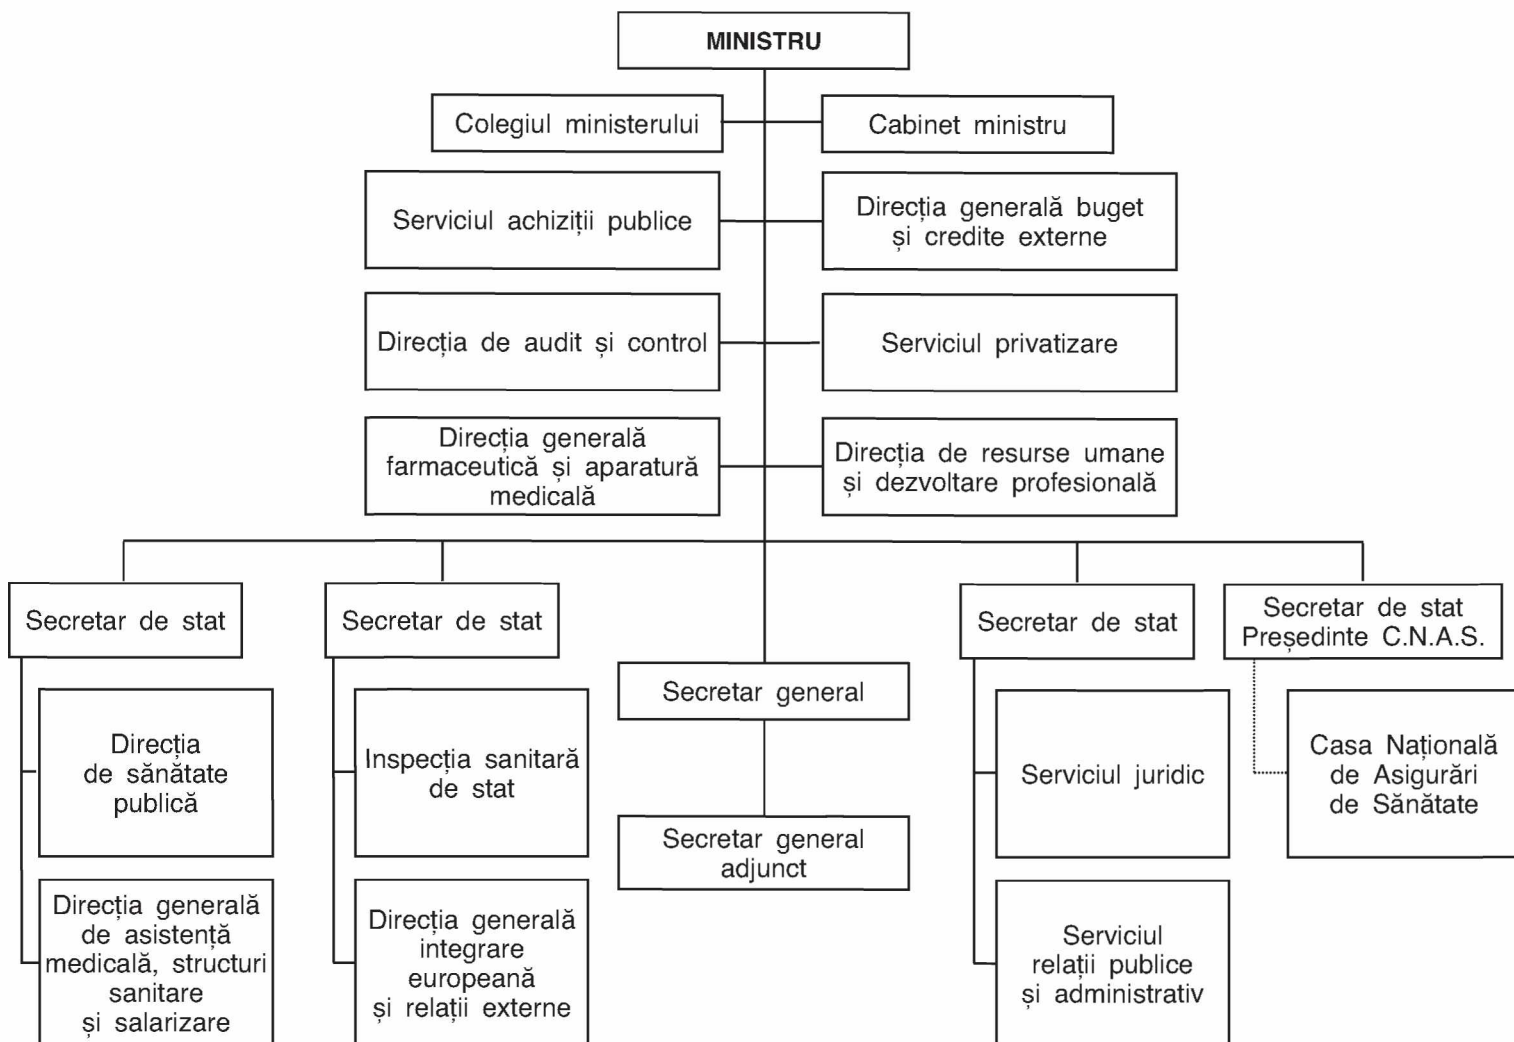 MINISTRU
Colegiul ministerului
Cabinet ministru
Serviciul achiziții publice
Direcția generală buget
și credite externe
Direcția de audit și control
Serviciul privatizare
Direcția generală
farmaceutică și aparatură
medicală
Direcția de resurse umane
și dezvoltare profesională
Secretar de stat
Secretar de stat
Secretar de stat
Secretar de stat
Președinte C.N.A.S.
Secretar general
Direcția
de sănătate
publică
Inspecția sanitară
de stat
Serviciul juridic
Casa Națională
de Asigurări
de Sănătate
Secretar general
adjunct
Direcția generală
de asistență
medicală, structuri
sanitare
și salarizare
Direcția generală
integrare
europeană
și relații externe
Serviciul
relații publice
și administrativ